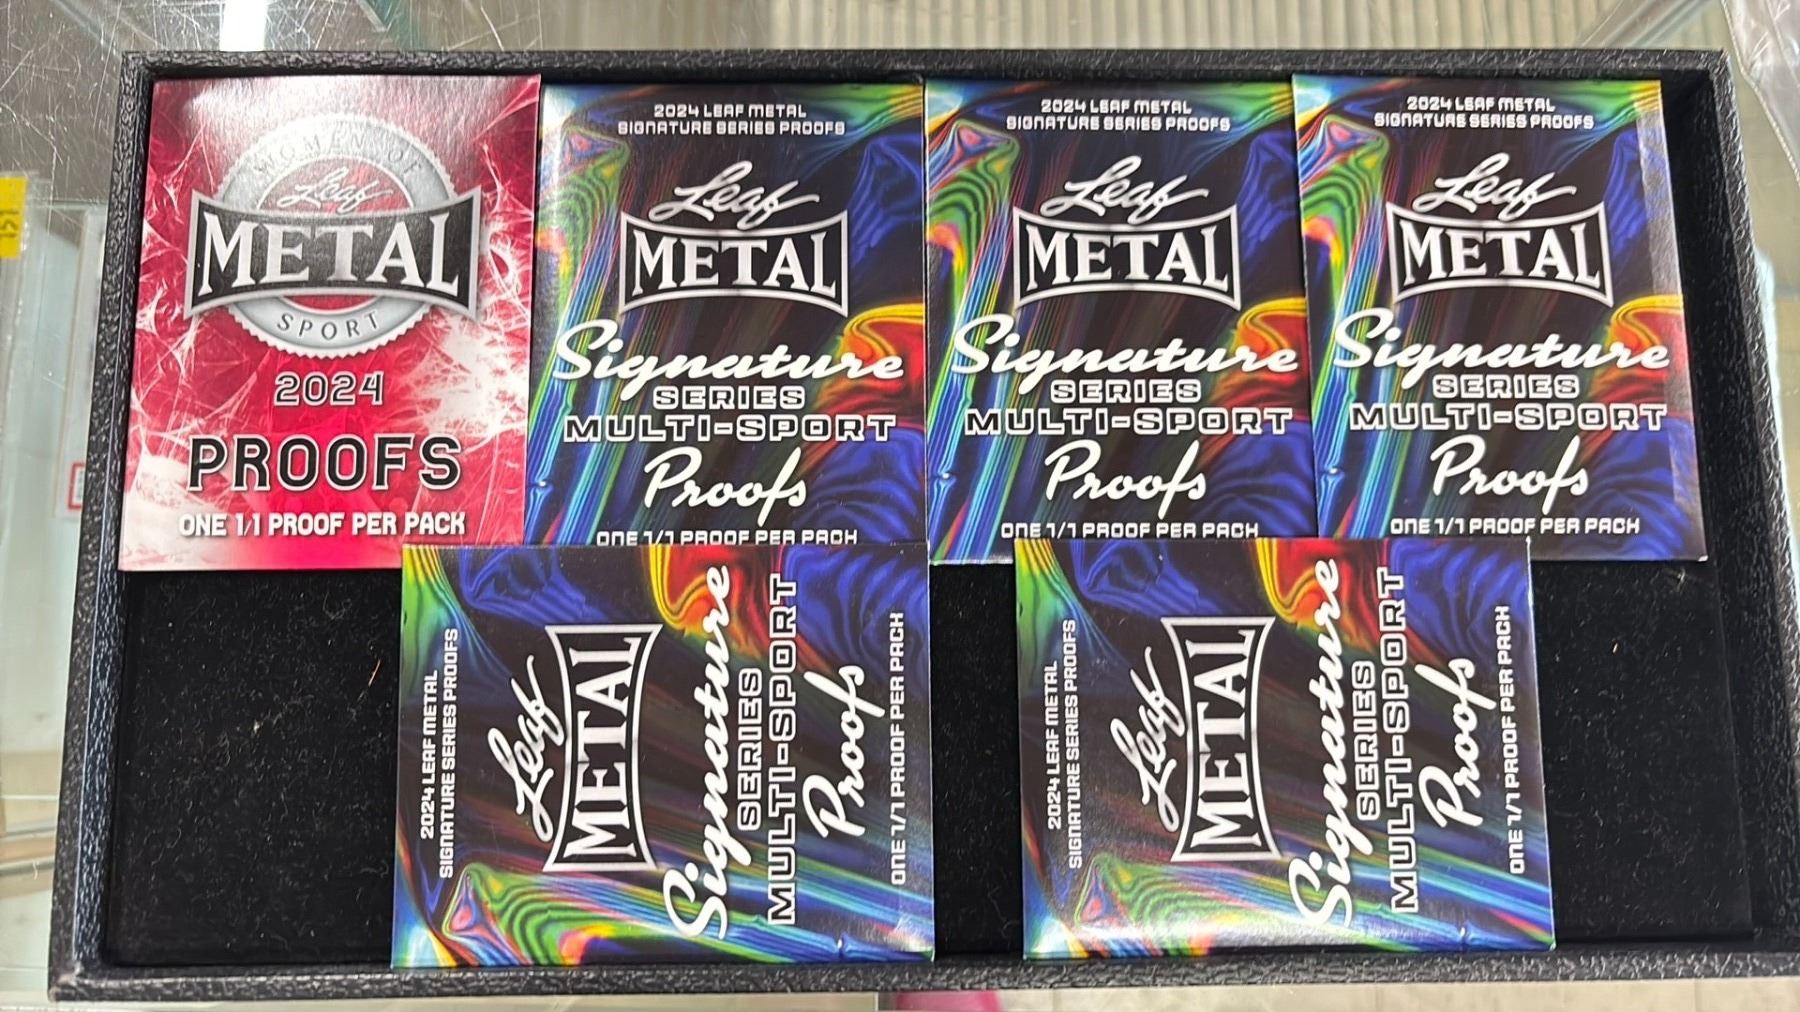 WOMEN OF
Leaf
METAL
SPORT
2024
PROOFS
ONE 1/1 PROOF PER PACK
2024 LEAF METAL
SIGNATURE SERIES PROOFS
Leaf
METAL
Signature
SERIES
MULTI-SPORT
Proofs
ONE 1/1 PROOF PER PACK
2024 LEAF METAL
SIGNATURE SERIES PROOFS
Leaf
METAL
Signature
SERIES
MULTI-SPORT
Proofs
ONE 1/1 PROOF PER PACK
2024 LEAF METAL
SIGNATURE SERIES PROOFS
Leaf
METAL
Signature
SERIES
MULTI-SPORT
Proofs
ONE 1/1 PROOF PER PACK
2024 LEAF METAL
SIGNATURE SERIES PROOFS
Leaf
METAL
Signature
SERIES
MULTI-SPORT
Proofs
ONE 1/1 PROOF PER PACK
2024 LEAF METAL
SIGNATURE SERIES PROOFS
Leaf
METAL
Signature
SERIES
MULTI-SPORT
Proofs
ONE 1/1 PROOF PER PACK